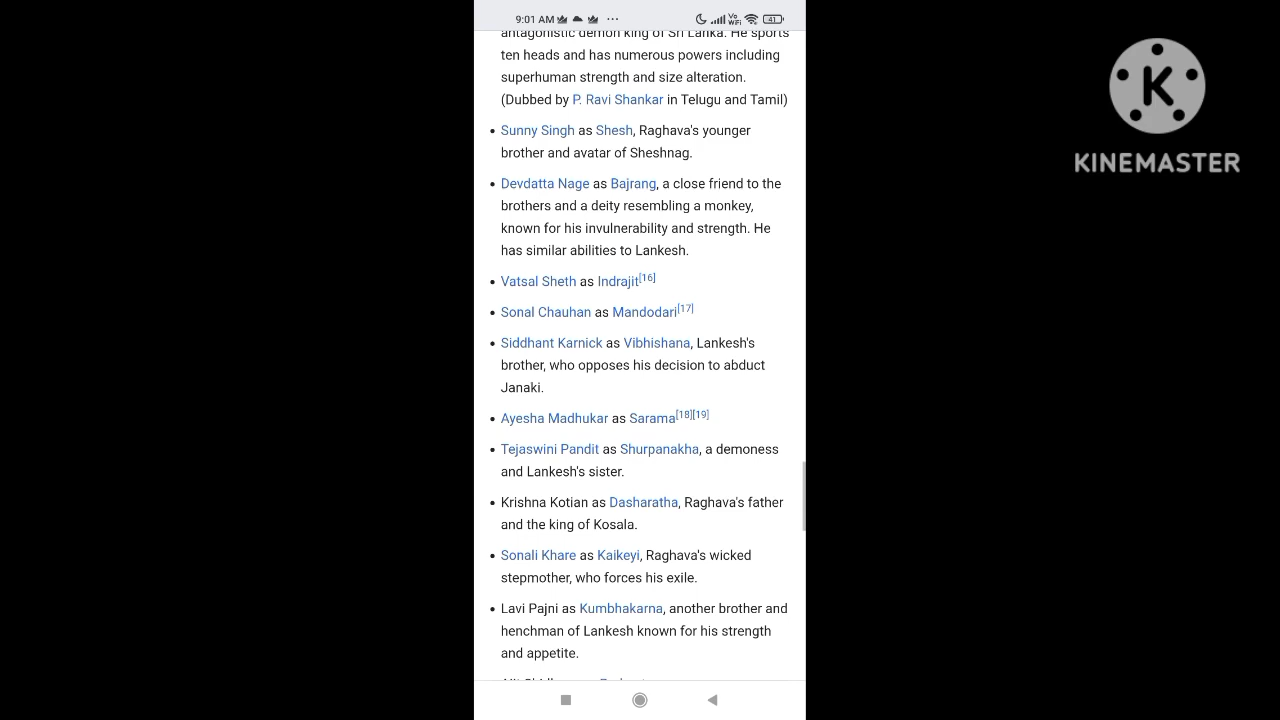 9:01 AM
Vo
WiFi
41
antagonistic demon king of Sri Lanka. He sports
ten heads and has numerous powers including
superhuman strength and size alteration.
(Dubbed by P. Ravi Shankar in Telugu and Tamil)
• Sunny Singh as Shesh, Raghava's younger
brother and avatar of Sheshnag.
• Devdatta Nage as Bajrang, a close friend to the
brothers and a deity resembling a monkey,
known for his invulnerability and strength. He
has similar abilities to Lankesh.
• Vatsal Sheth as Indrajit[16]
• Sonal Chauhan as Mandodari[17]
• Siddhant Karnick as Vibhishana, Lankesh's
brother, who opposes his decision to abduct
Janaki.
• Ayesha Madhukar as Sarama[18][19]
• Tejaswini Pandit as Shurpanakha, a demoness
and Lankesh's sister.
• Krishna Kotian as Dasharatha, Raghava's father
and the king of Kosala.
• Sonali Khare as Kaikeyi, Raghava's wicked
stepmother, who forces his exile.
• Lavi Pajni as Kumbhakarna, another brother and
henchman of Lankesh known for his strength
and appetite.
K
KINEMASTER